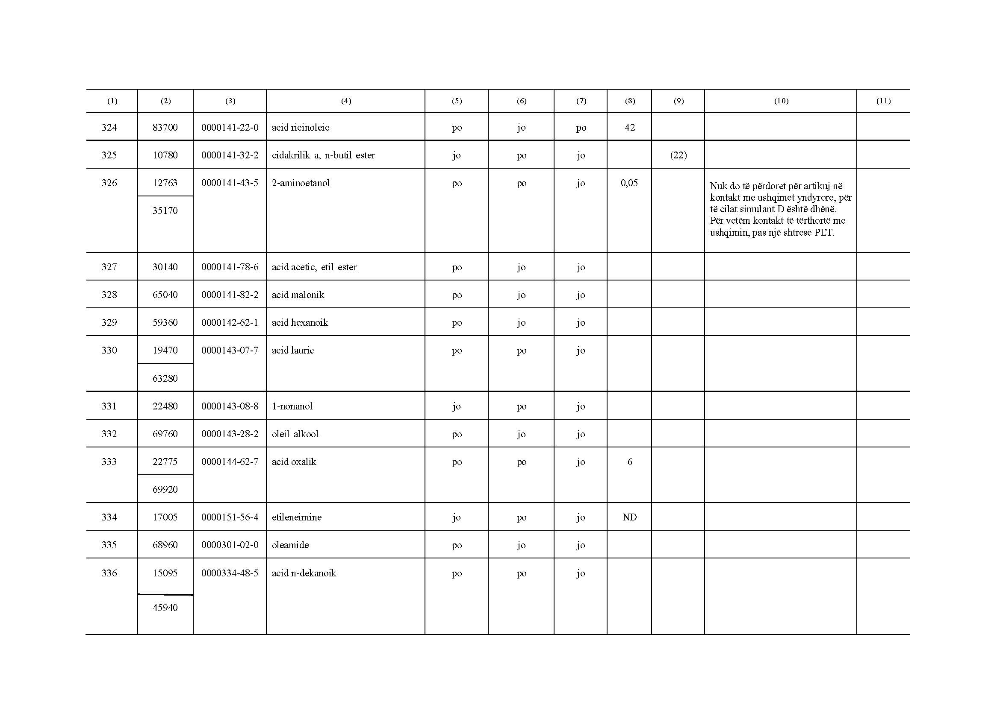 (1) (2) (3) (4) (5) (6) (7) (8) (9) (10) (11)
324 83700 0000141-22-0 acid ricinoleic po jo po 42
325 10780 0000141-32-2 cidakrilik a, n-butil ester jo po jo (22)
326 12763 0000141-43-5 2-aminoetanol po po jo 0,05
35170
Nuk do të përdoret për artikuj në
kontakt me ushqimet yndyrore, për
të cilat simulant D është dhënë.
Për vetëm kontakt të tërthortë me
ushqimin, pas një shtrese PET.
327 30140 0000141-78-6 acid acetic, etil ester po jo jo
328 65040 0000141-82-2 acid malonik po jo jo
329 59360 0000142-62-1 acid hexanoik po jo jo
330 19470 0000143-07-7 acid lauric po po jo
63280
331 22480 0000143-08-8 1-nonanol jo po jo
332 69760 0000143-28-2 oleil alkool po jo jo
333 22775 0000144-62-7 acid oxalik po po jo 6
69920
334 17005 0000151-56-4 etileneimine jo po jo ND
335 68960 0000301-02-0 oleamide po jo jo
336 15095 0000334-48-5 acid n-dekanoik po po jo
45940